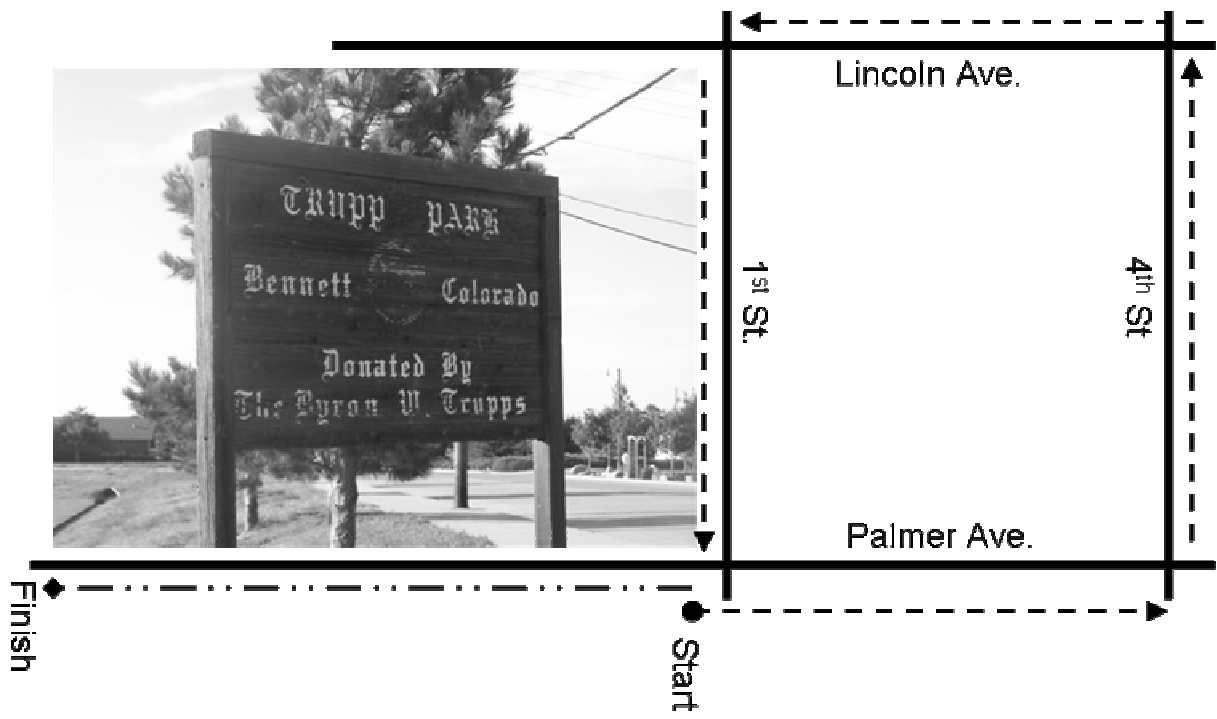 Lincoln Ave.
TRUPP PARK
Bennett Colorado
Donated By
The Byron W. Trupps
1st St.
4th St
Palmer Ave.
Finish
Start